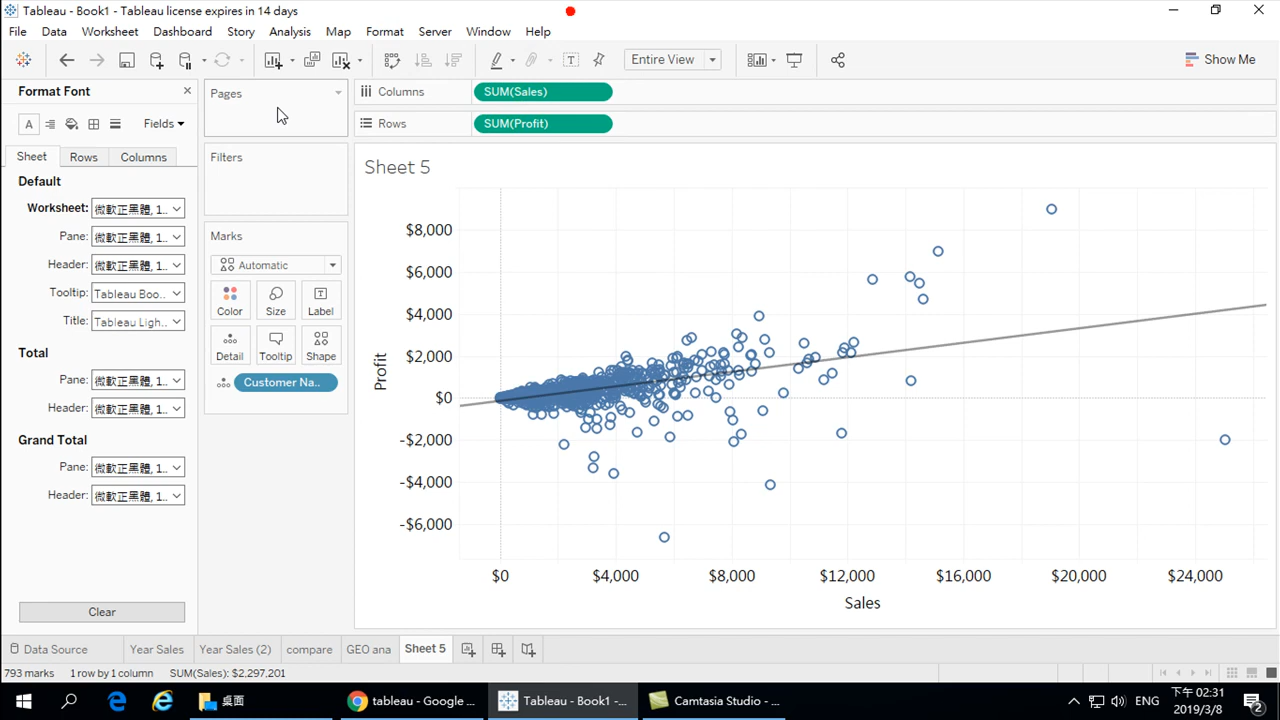 Tableau - Book1 - Tableau license expires in 14 days
File Data Worksheet Dashboard Story Analysis Map Format Server Window Help
Entire View
Show Me
Format Font
Fields
Sheet Rows Columns
Default
Worksheet: 微軟正黑體, 1..
Pane: 微軟正黑體, 1..
Header: 微軟正黑體, 1..
Tooltip: Tableau Boo..
Title: Tableau Ligh..
Total
Pane: 微軟正黑體, 1..
Header: 微軟正黑體, 1..
Grand Total
Pane: 微軟正黑體, 1..
Header: 微軟正黑體, 1..
Clear
Pages
Filters
Marks
Automatic
Color Size Label
Detail Tooltip Shape
Customer Na..
Columns SUM(Sales)
Rows SUM(Profit)
Sheet 5
$8,000
$6,000
$4,000
$2,000
$0
-$2,000
-$4,000
-$6,000
Profit
$0 $4,000 $8,000 $12,000 $16,000 $20,000 $24,000
Sales
Data Source Year Sales Year Sales (2) compare GEO ana Sheet 5
793 marks 1 row by 1 column SUM(Sales): $2,297,201
桌面 tableau - Google ... Tableau - Book1 -... Camtasia Studio - ... ENG 下午 02:31
2019/3/8 2